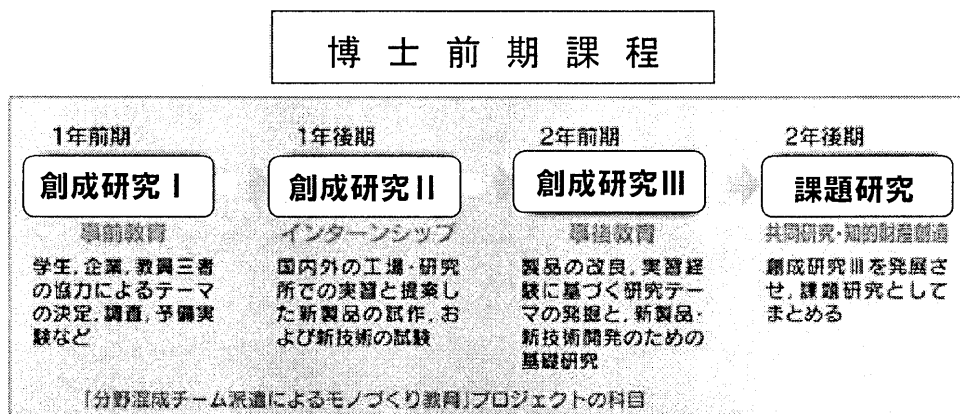 博士前期課程
1年前期
創成研究Ⅰ
事前教育
学生，企業，教員三者
の協力によるテーマ
の決定，調査，予備実
験など
1年後期
創成研究Ⅱ
インターンシップ
国内外の工場・研究
所での実習と提案し
た新製品の試作，お
よび新技術の試験
2年前期
創成研究Ⅲ
事後教育
製品の改良，実習経
験に基づく研究テー
マの発掘と，新製品・
新技術開発のための
基礎研究
2年後期
課題研究
共同研究・知的財産創造
創成研究Ⅲを発展さ
せ，課題研究として
まとめる
「分野混成チーム派遣によるモノづくり教育」プロジェクトの科目